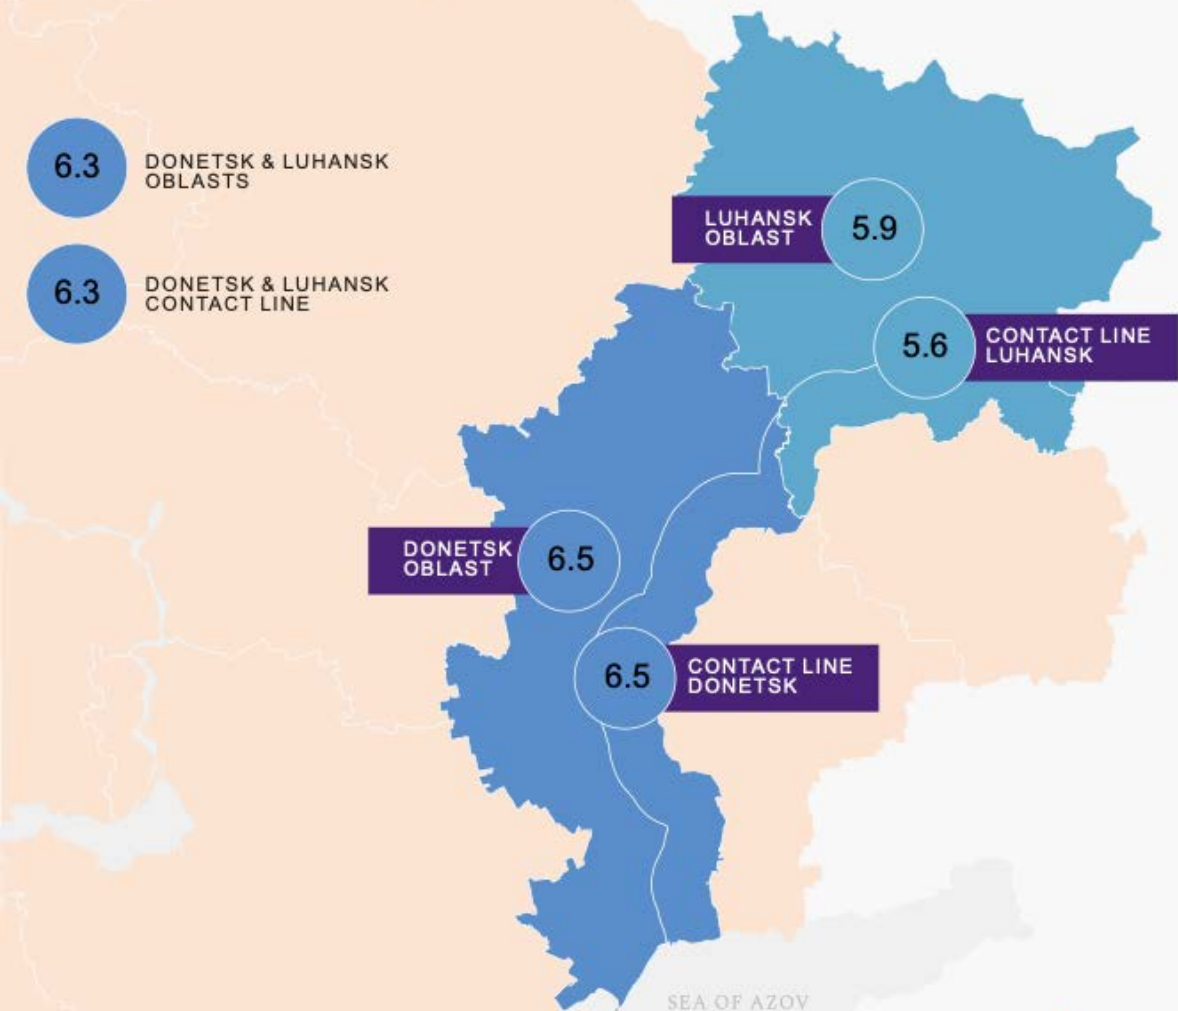 6.3
DONETSK & LUHANSK
OBLASTS
6.3
DONETSK & LUHANSK
CONTACT LINE
LUHANSK
OBLAST
5.9
5.6
CONTACT LINE
LUHANSK
DONETSK
OBLAST
6.5
6.5
CONTACT LINE
DONETSK
SEA OF AZOV